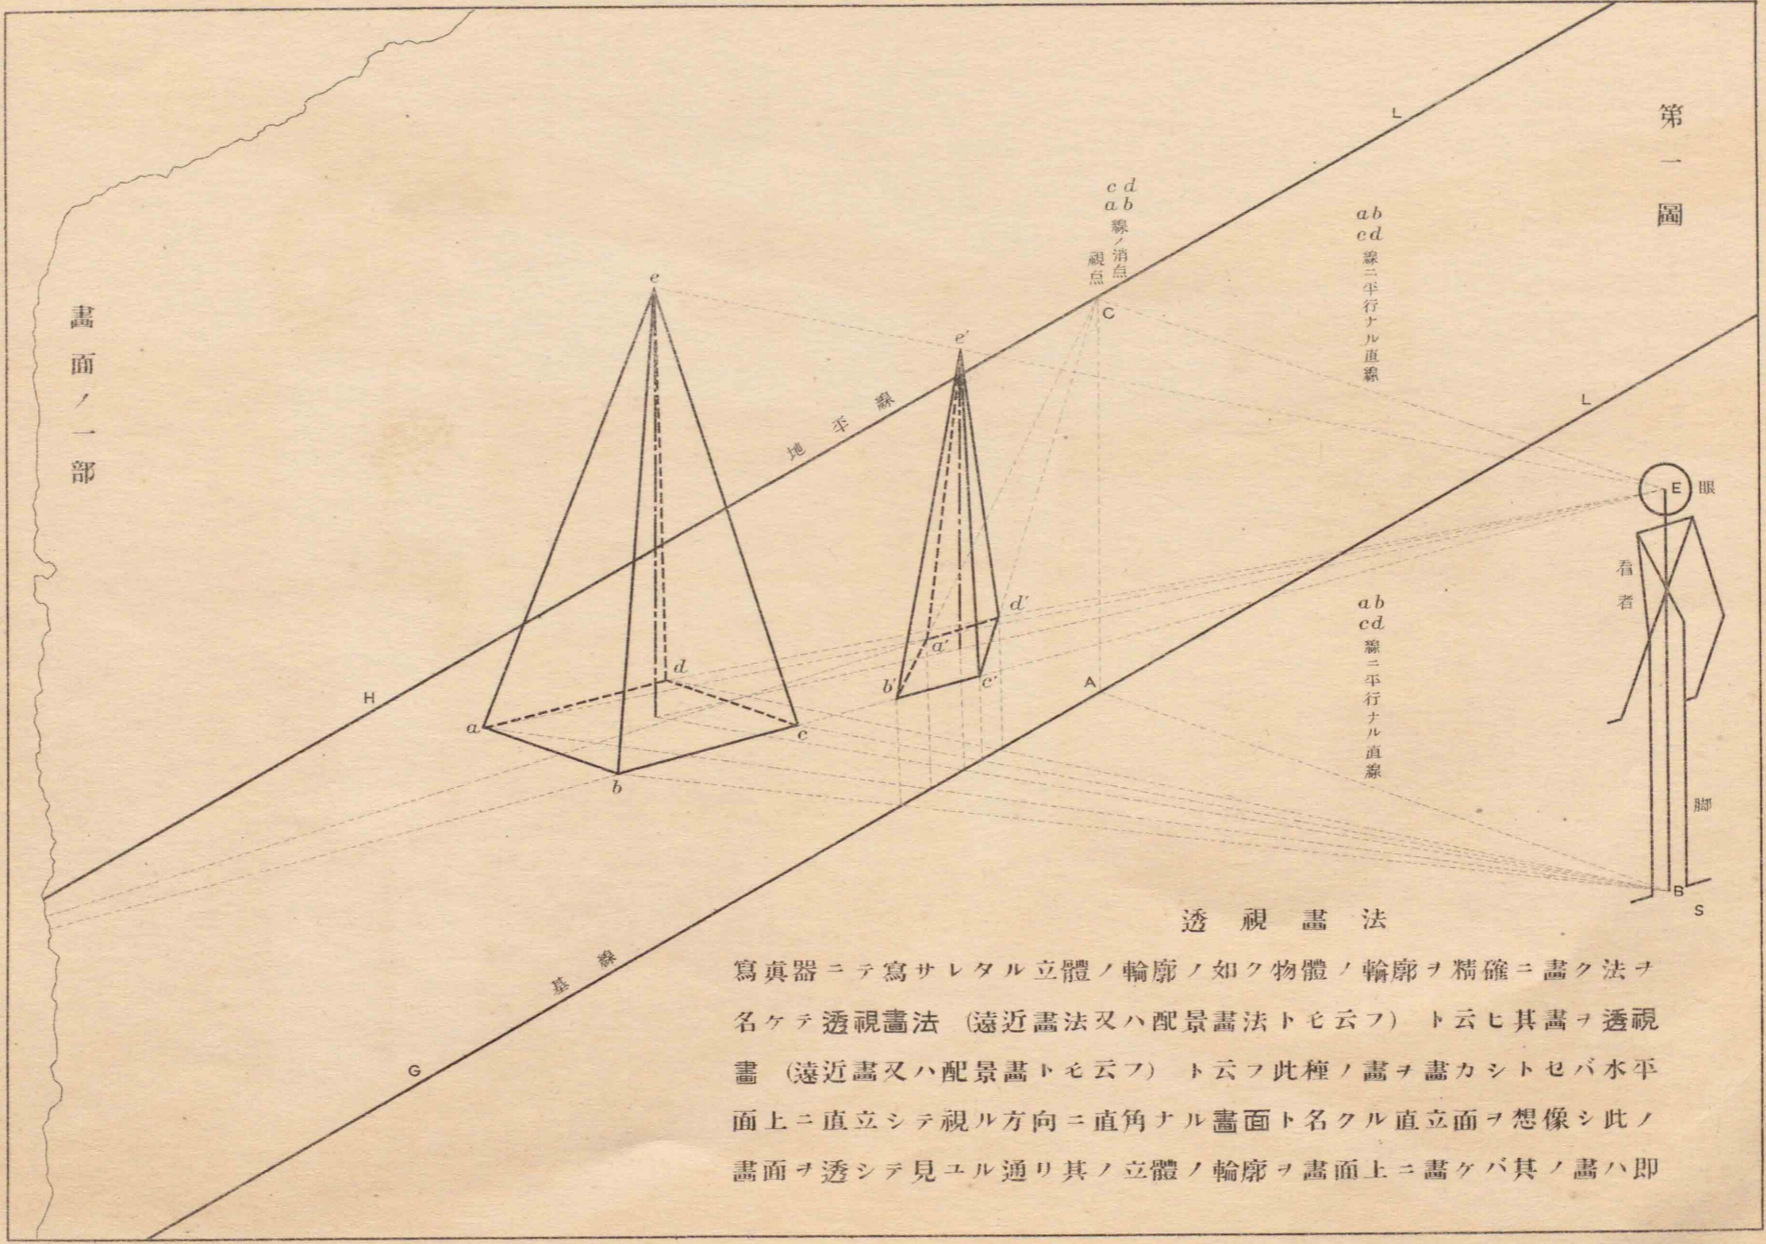 第一圖
畫面ノ一部
cd
ab
線ノ消点
視点
C
L
ab
cd
線ニ平行ナル直線
L
e
e'
地平線
H
E
眼
看者
d
a
c
b
d'
a'
b'
c'
A
ab
cd
線ニ平行ナル直線
脚
B
S
基線
G
透視畫法
寫眞器ニテ寫サレタル立體ノ輪廓ノ如ク物體ノ輪廓ヲ精確ニ畫ク法ヲ
名ケテ透視畫法 (遠近畫法又ハ配景畫法トモ云フ) ト云ヒ其畫ヲ透視
畫 (遠近畫又ハ配景畫トモ云フ) ト云フ此種ノ畫ヲ畫カントセバ水平
面上ニ直立シテ視ル方向ニ直角ナル畫面ト名クル直立面ヲ想像シ此ノ
畫面ヲ透シテ見ユル通リ其ノ立體ノ輪廓ヲ畫面上ニ畫ケバ其ノ畫ハ即